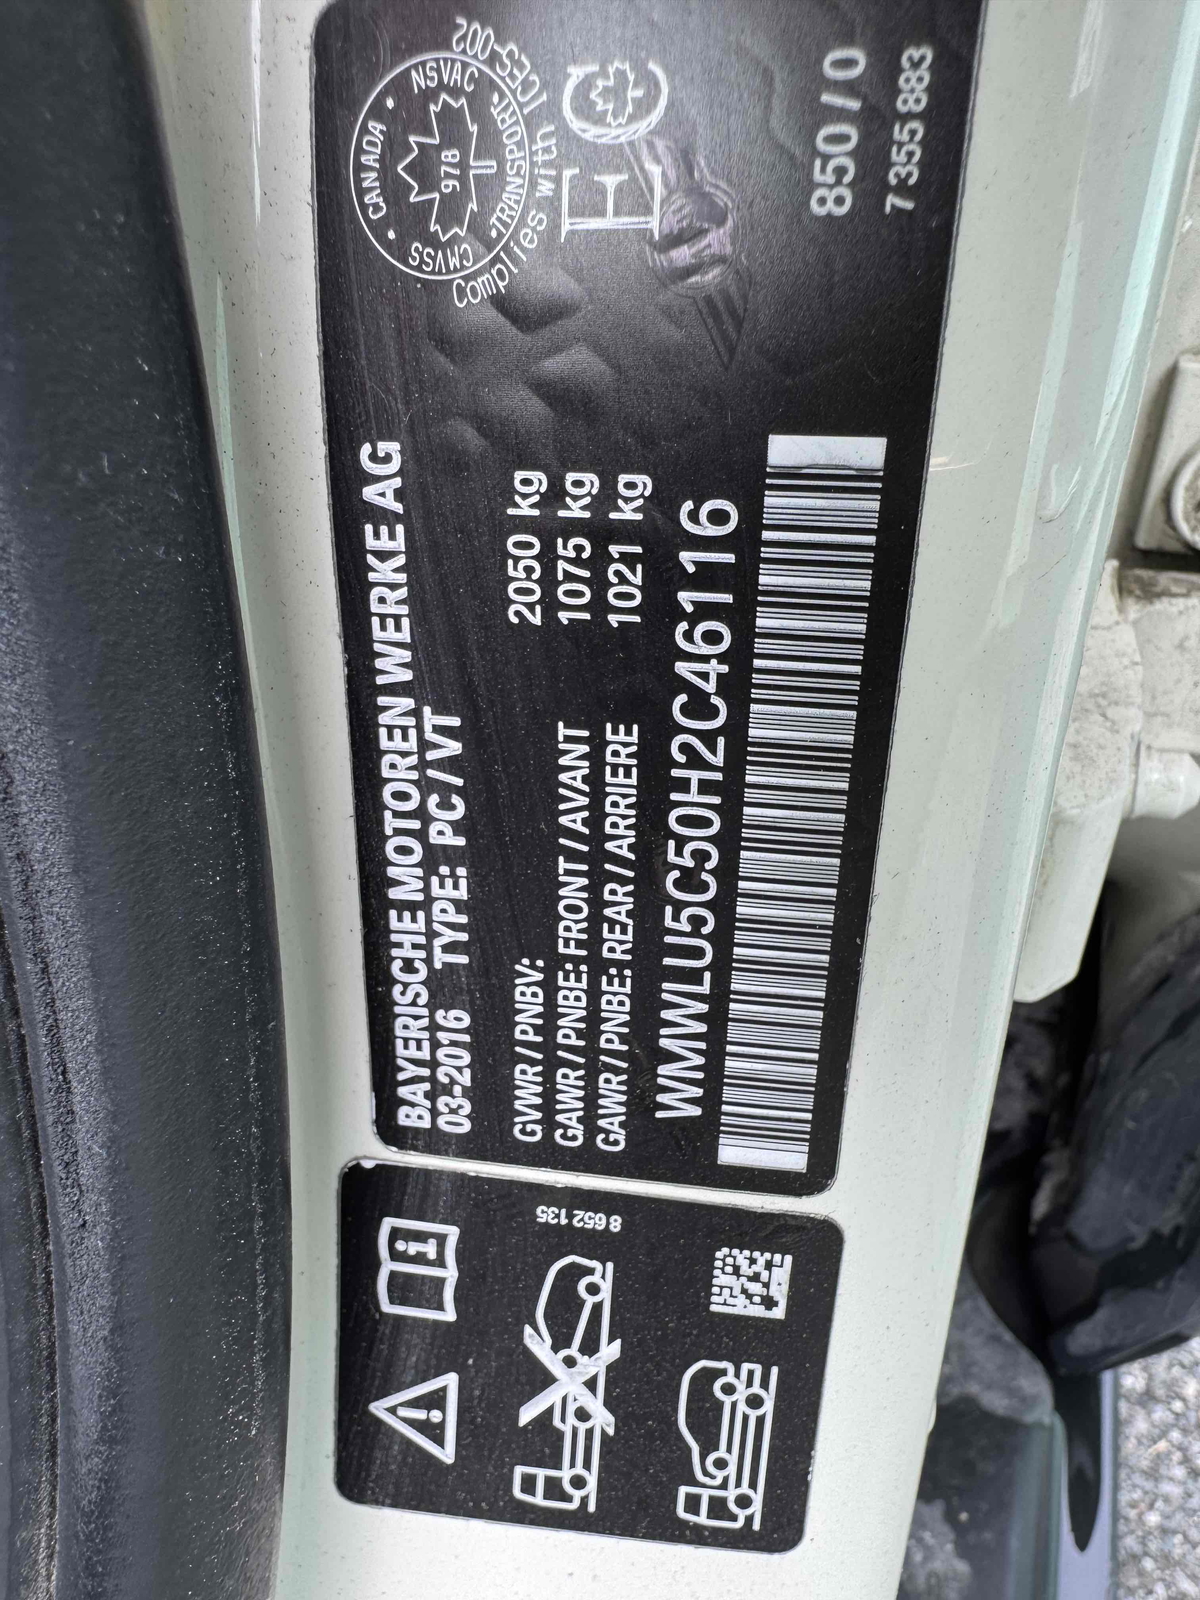 BAYERISCHE MOTOREN WERKE AG
03-2016 TYPE: PC / VT
GVWR / PNBV: 2050 kg
GAWR / PNBE: FRONT / AVANT 1075 kg
GAWR / PNBE: REAR / ARRIERE 1021 kg
WMWLU5C50H2C46116
CANADA
NSVAC
TRANSPORT
CMVSS
978
Complies with ICES-002
EC
850 / 0
7 355 883
8 652 135